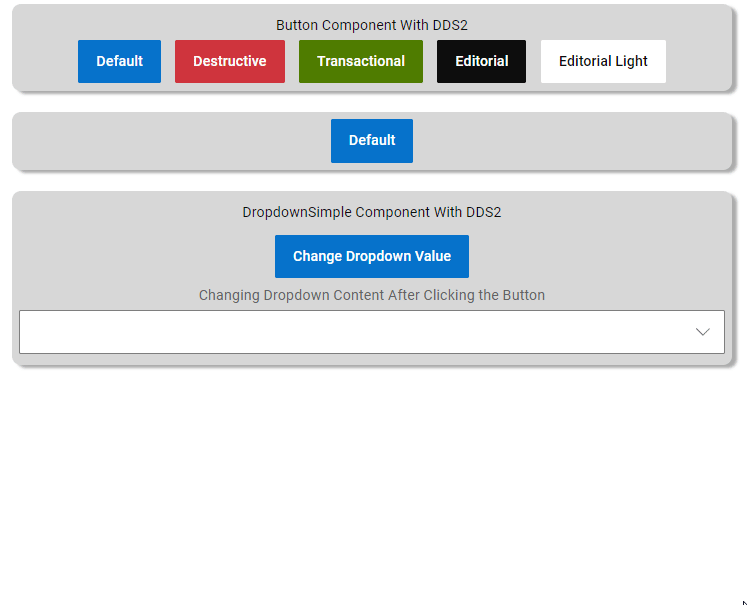 Button Component With DDS2
Default Destructive Transactional Editorial Editorial Light
Default
DropdownSimple Component With DDS2
Change Dropdown Value
Changing Dropdown Content After Clicking the Button